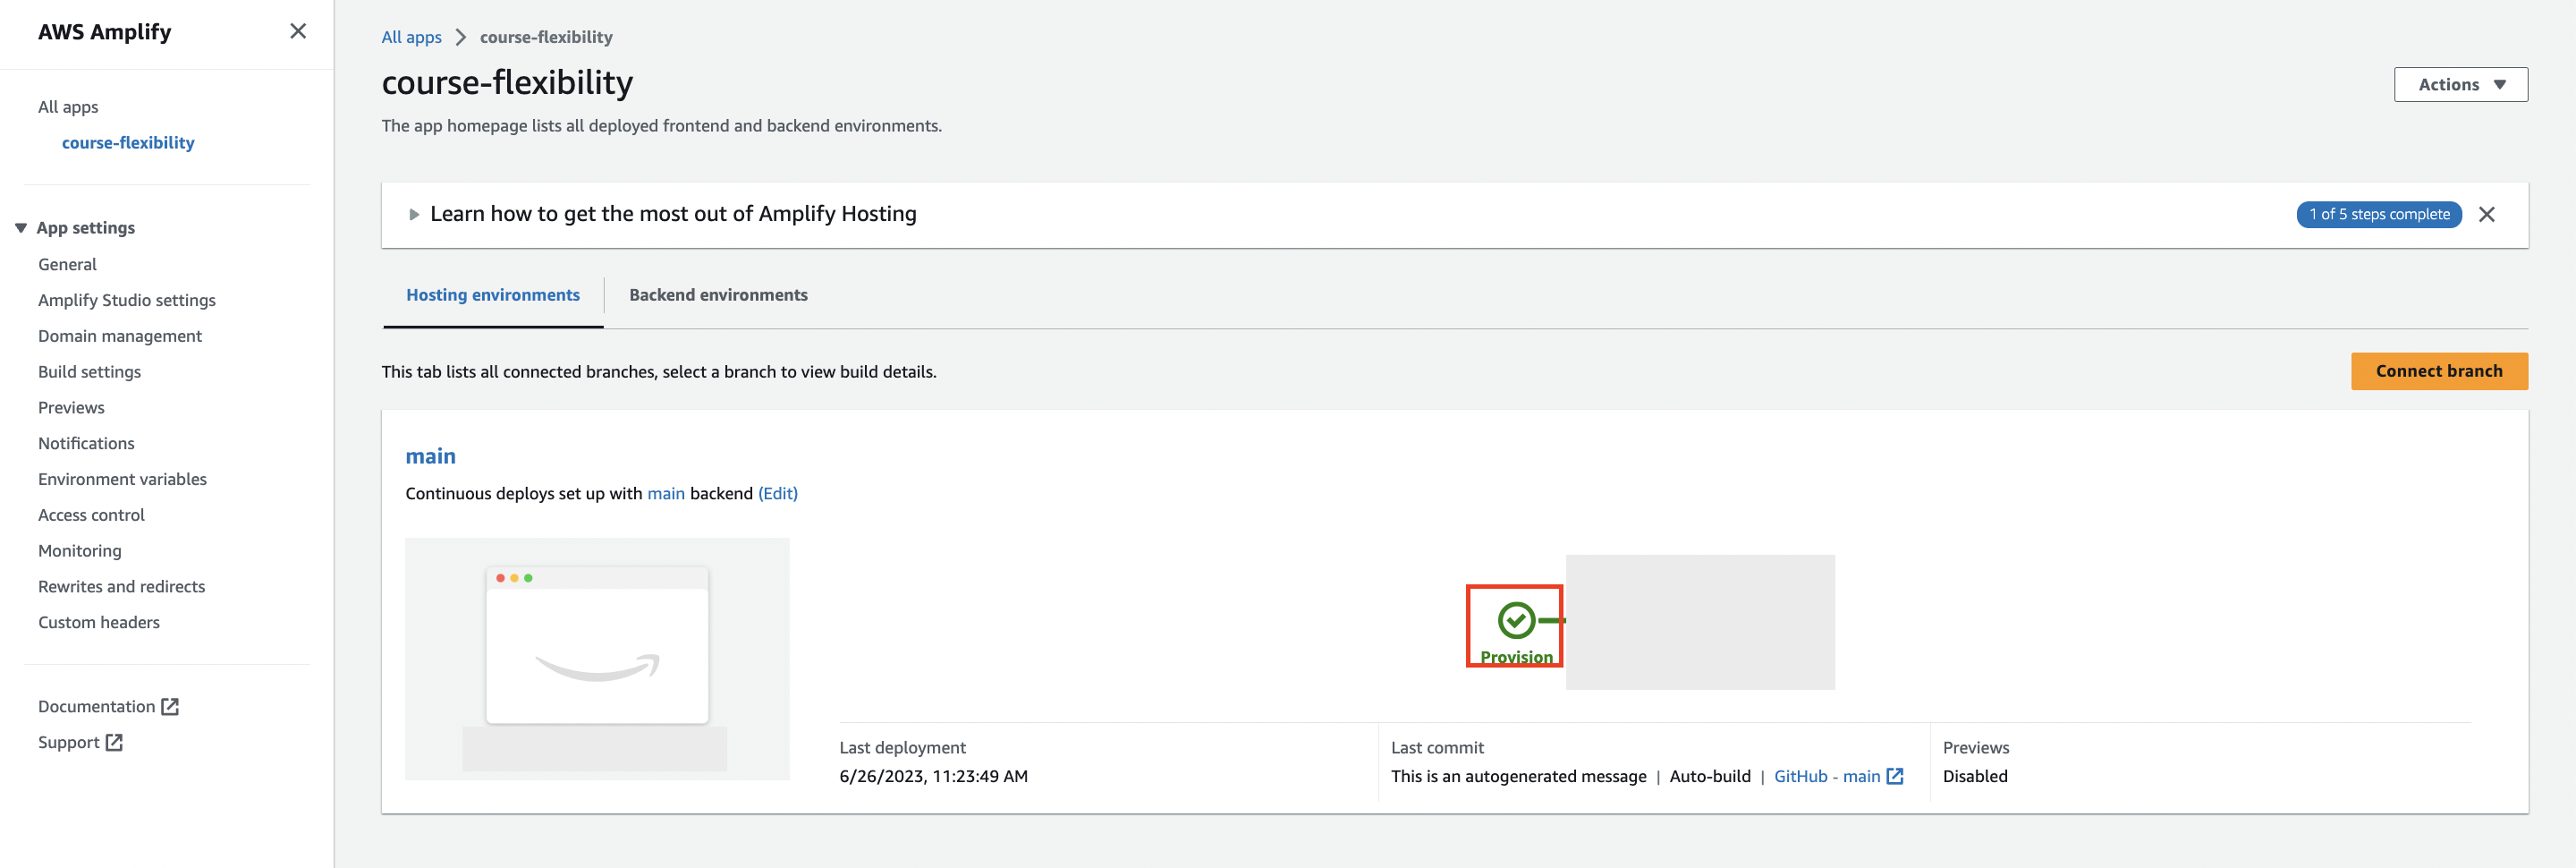 AWS Amplify
All apps
course-flexibility
App settings
General
Amplify Studio settings
Domain management
Build settings
Previews
Notifications
Environment variables
Access control
Monitoring
Rewrites and redirects
Custom headers
Documentation
Support
All apps > course-flexibility
course-flexibility
Actions
The app homepage lists all deployed frontend and backend environments.
Learn how to get the most out of Amplify Hosting
1 of 5 steps complete
Hosting environments
Backend environments
This tab lists all connected branches, select a branch to view build details.
Connect branch
main
Continuous deploys set up with main backend (Edit)
Provision
Last deployment
6/26/2023, 11:23:49 AM
Last commit
This is an autogenerated message | Auto-build | GitHub - main
Previews
Disabled